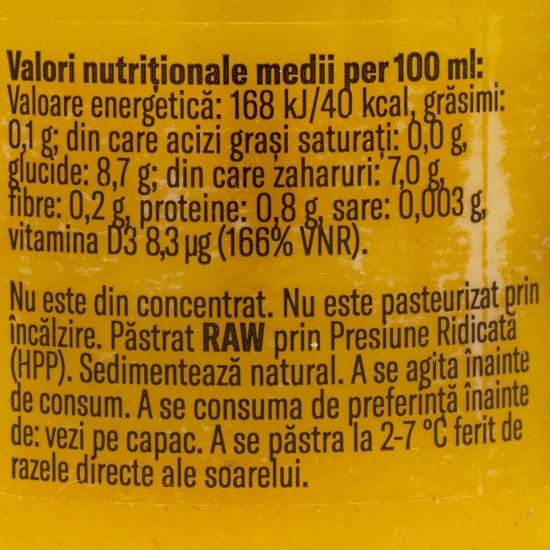 Valori nutriționale medii per 100 ml:
Valoare energetică: 168 kJ/40 kcal, grăsimi:
0,1 g; din care acizi grași saturați: 0,0 g,
glucide: 8,7 g; din care zaharuri: 7,0 g,
fibre: 0,2 g, proteine: 0,8 g, sare: 0,003 g,
vitamina D3 8,3 µg (166% VNR).
Nu este din concentrat. Nu este pasteurizat prin
încălzire. Păstrat RAW prin Presiune Ridicată
(HPP). Sedimentează natural. A se agita înainte
de consum. A se consuma de preferință înainte
de: vezi pe capac. A se păstra la 2-7 °C ferit de
razele directe ale soarelui.